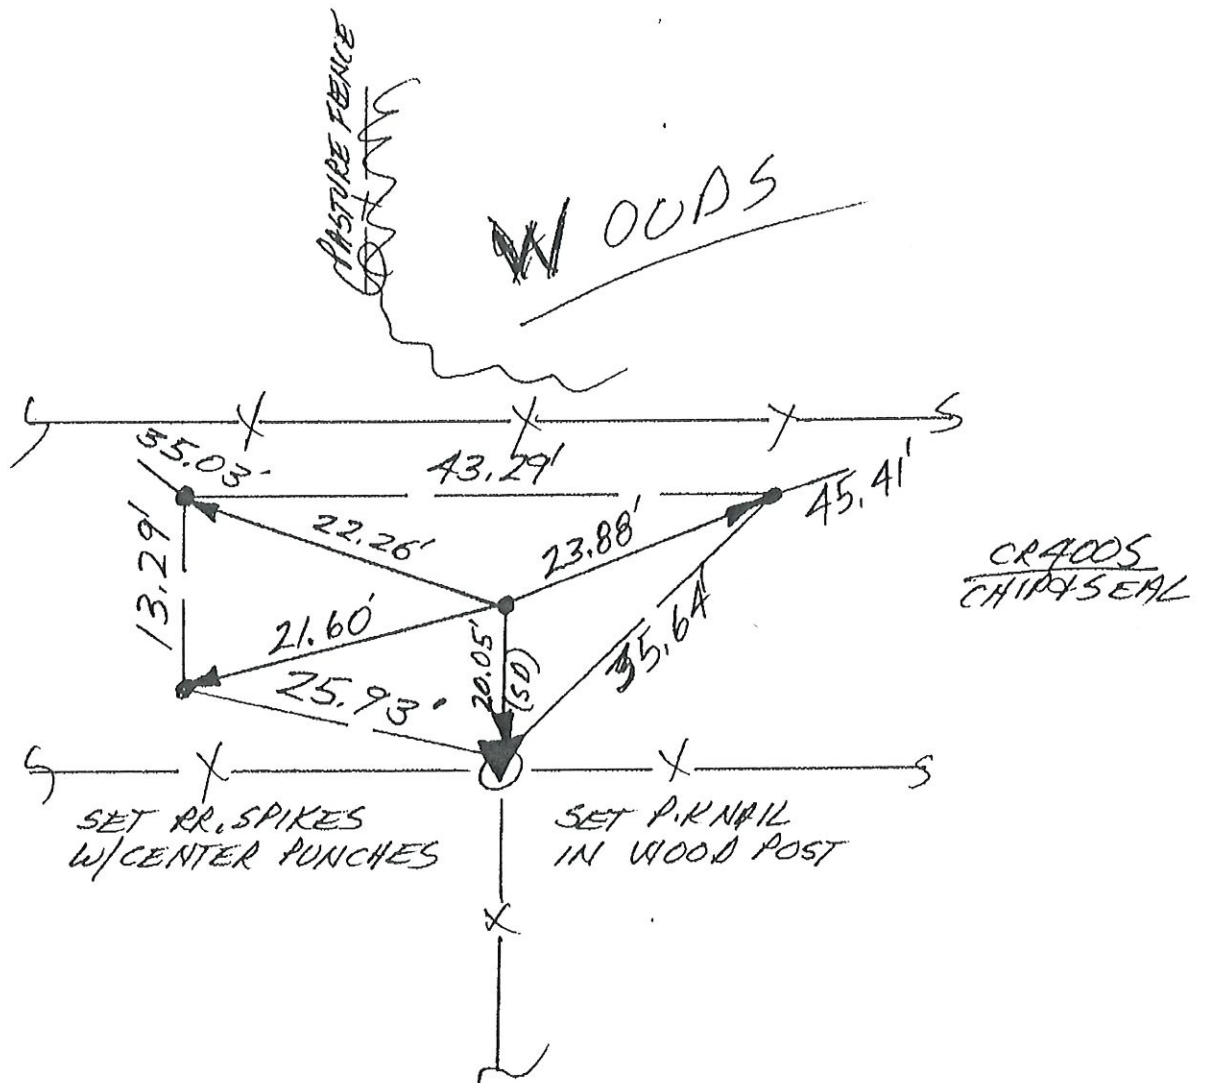 PASTURE FENCE
WOODS
35.03'
43.29'
45.41'
22.26'
23.88'
13.29'
CR400S
CHIP&SEAL
21.60'
20.05'
(SD)
35.64'
25.93'
SET RR. SPIKES
W/CENTER PUNCHES
SET P.K NAIL
IN WOOD POST